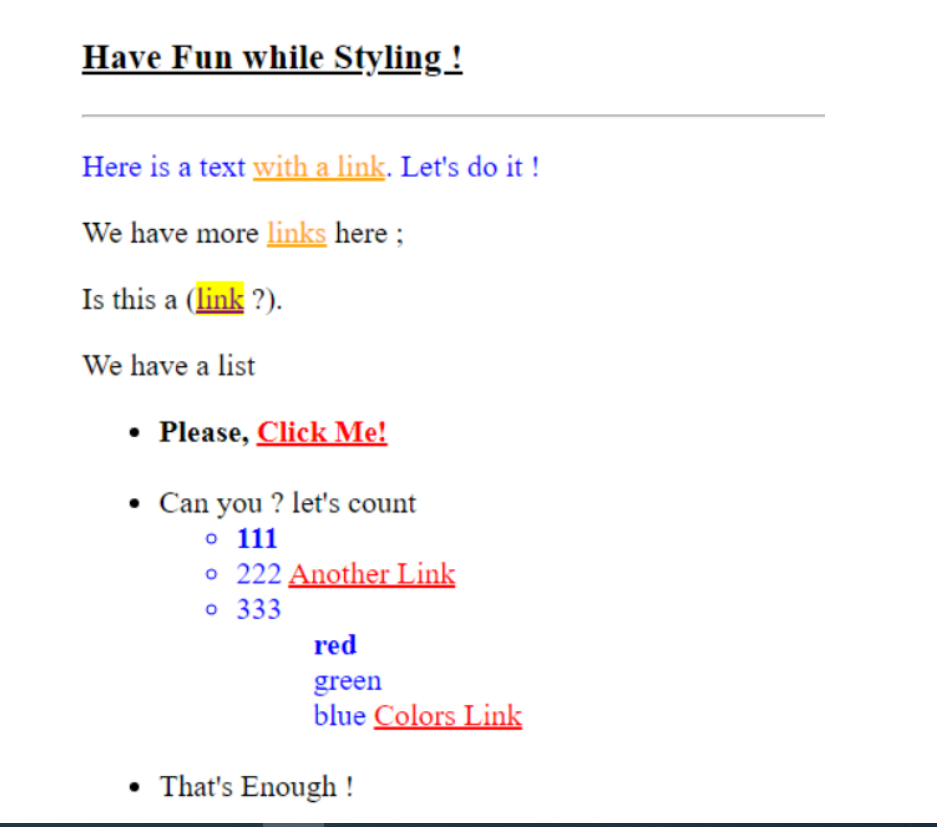 Have Fun while Styling !
Here is a text with a link. Let's do it !
We have more links here ;
Is this a (link ?).
We have a list
Please, Click Me!
Can you ? let's count
111
222 Another Link
333
red
green
blue Colors Link
That's Enough !